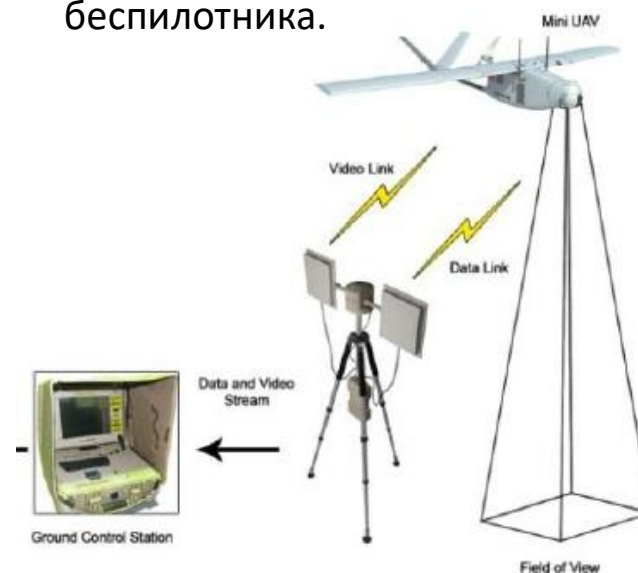 беспилотника.
Mini UAV
Video Link
Data Link
Data and Video
Stream
Ground Control Station
Field of View